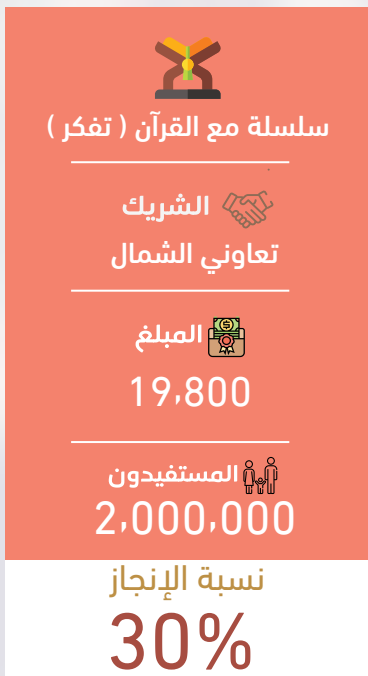 سلسلة مع القرآن ( تفكر )
الشريك
تعاوني الشمال
المبلغ
19,800
المستفيدون
2,000,000
نسبة الإنجاز
30%